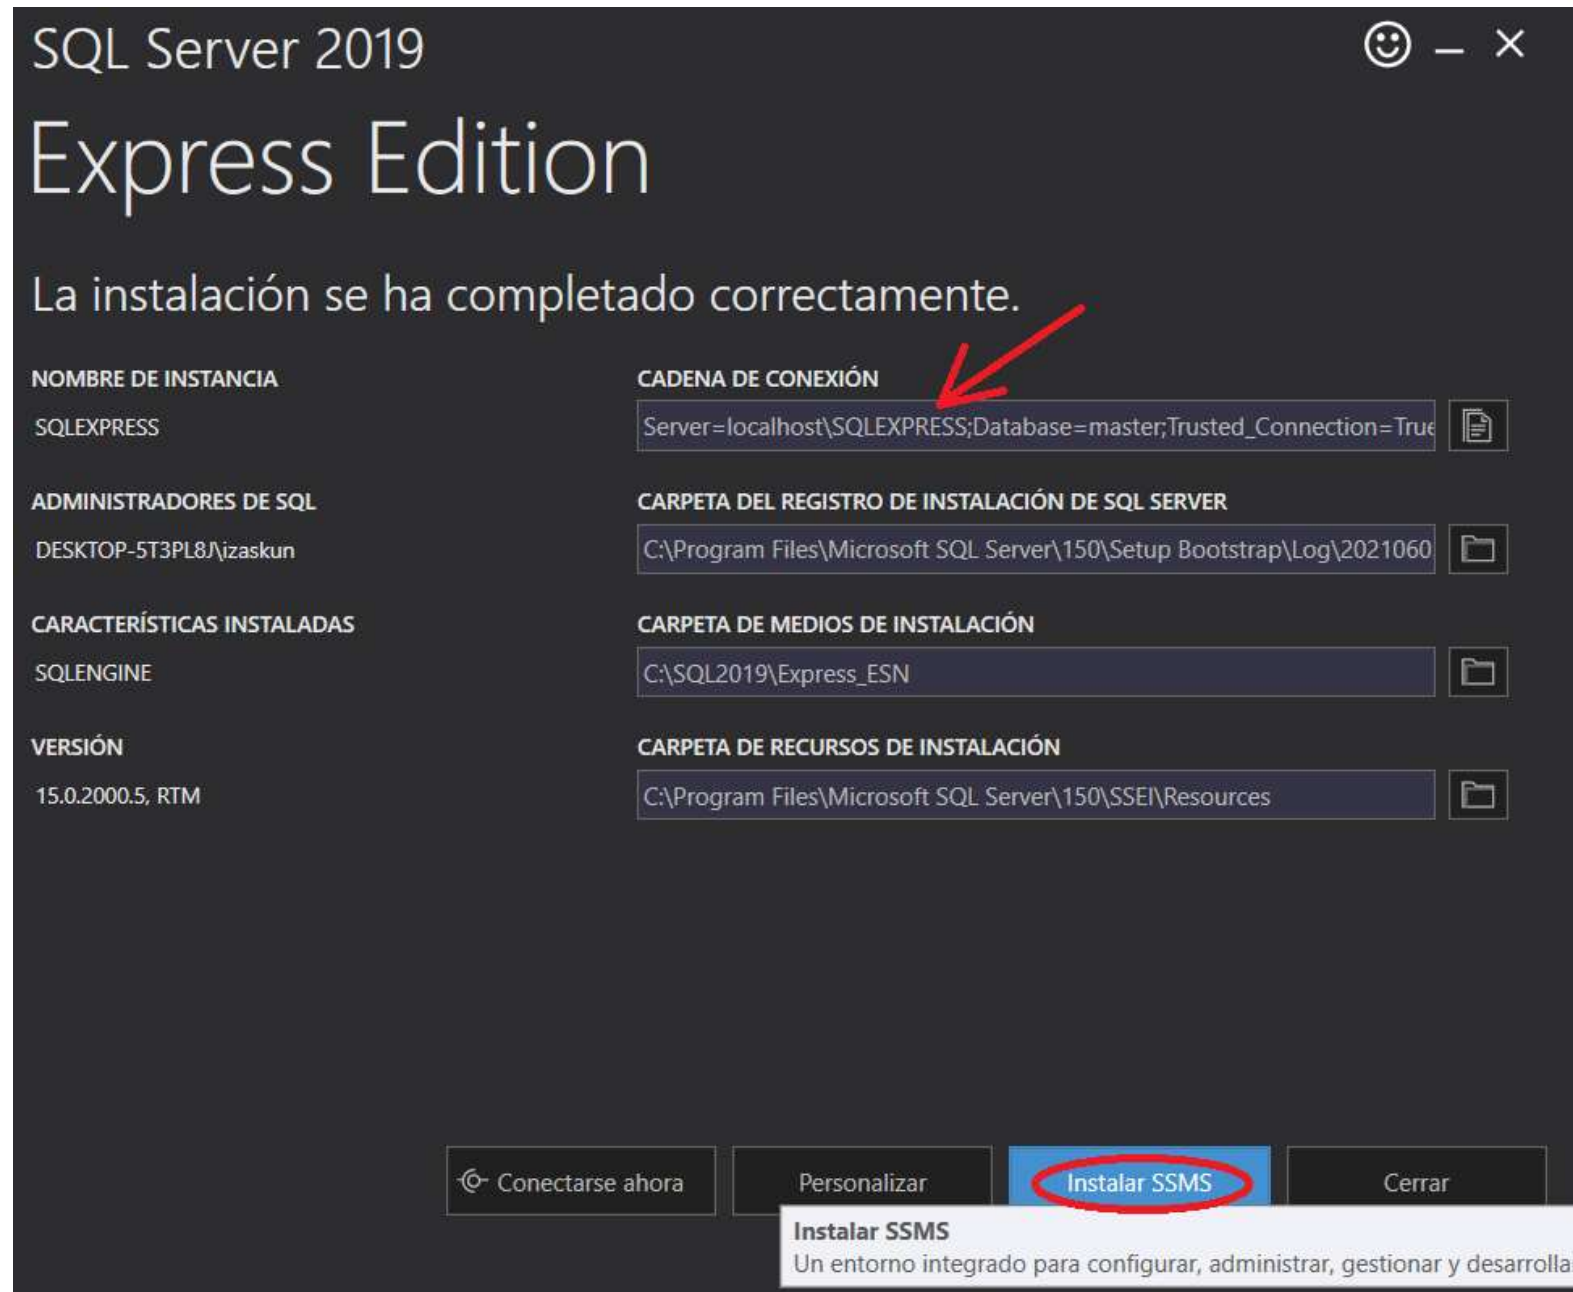 SQL Server 2019
Express Edition
La instalación se ha completado correctamente.
NOMBRE DE INSTANCIA
SQLEXPRESS
CADENA DE CONEXIÓN
Server=localhost\SQLEXPRESS;Database=master;Trusted_Connection=True
ADMINISTRADORES DE SQL
DESKTOP-5T3PL8J\izaskun
CARPETA DEL REGISTRO DE INSTALACIÓN DE SQL SERVER
C:\Program Files\Microsoft SQL Server\150\Setup Bootstrap\Log\2021060
CARACTERÍSTICAS INSTALADAS
SQLENGINE
CARPETA DE MEDIOS DE INSTALACIÓN
C:\SQL2019\Express_ESN
VERSIÓN
15.0.2000.5, RTM
CARPETA DE RECURSOS DE INSTALACIÓN
C:\Program Files\Microsoft SQL Server\150\SSEI\Resources
Conectarse ahora
Personalizar
Instalar SSMS
Cerrar
Instalar SSMS
Un entorno integrado para configurar, administrar, gestionar y desarrolla